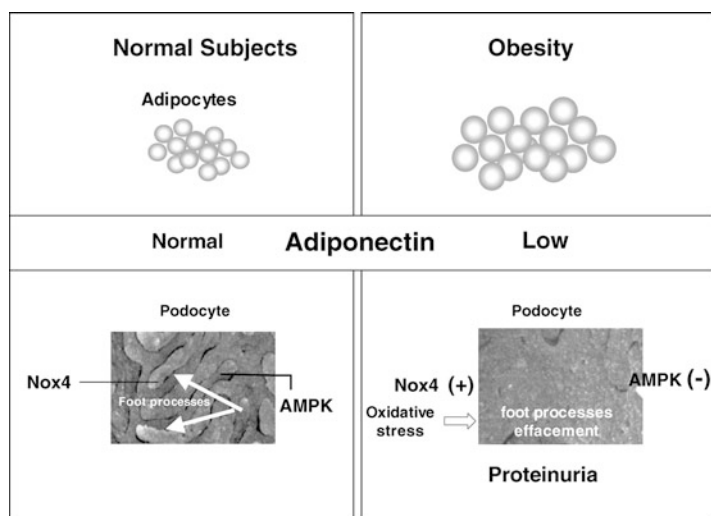 Normal Subjects
Adipocytes
Obesity
Normal
Adiponectin
Low
Podocyte
Nox4
Foot processes
AMPK
Podocyte
Nox4 (+)
AMPK (-)
Oxidative
stress
foot processes
effacement
Proteinuria